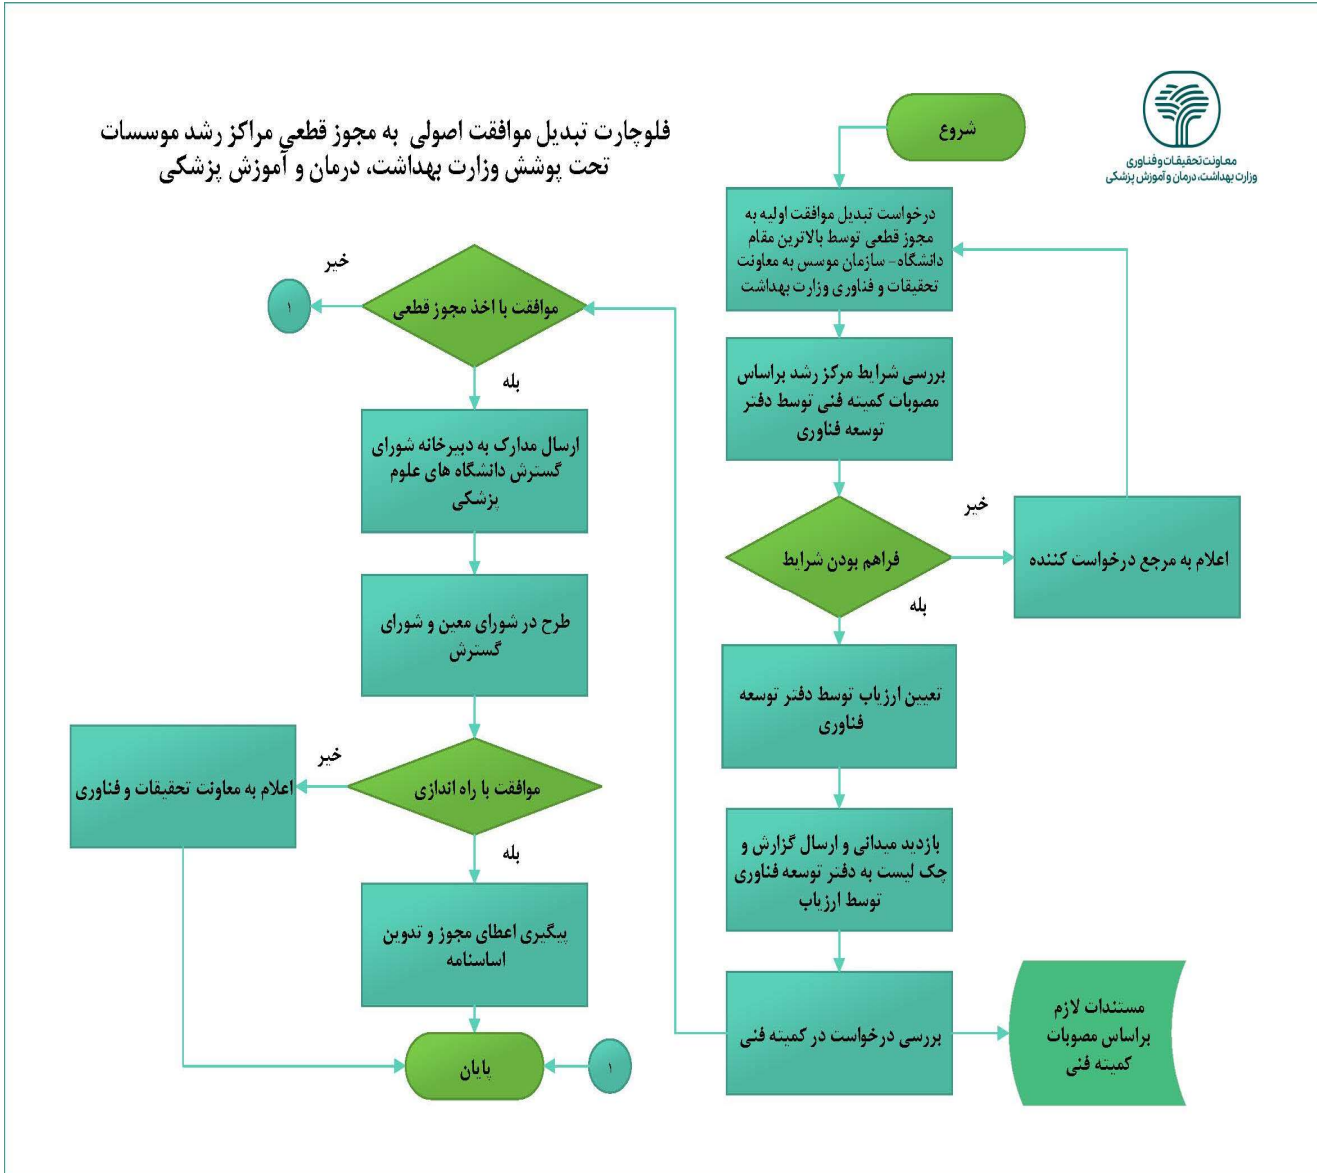 معاونت تحقیقات و فناوری
وزارت بهداشت، درمان و آموزش پزشکی
فلوچارت تبدیل موافقت اصولی به مجوز قطعی مراکز رشد موسسات
تحت پوشش وزارت بهداشت، درمان و آموزش پزشکی
شروع
درخواست تبدیل موافقت اولیه به
مجوز قطعی توسط بالاترین مقام
دانشگاه- سازمان موسس به معاونت
تحقیقات و فناوری وزارت بهداشت
بررسی شرایط مرکز رشد براساس
مصوبات کمیته فنی توسط دفتر
توسعه فناوری
فراهم بودن شرایط
خیر
اعلام به مرجع درخواست کننده
بله
تعیین ارزیاب توسط دفتر توسعه
فناوری
بازدید میدانی و ارسال گزارش و
چک لیست به دفتر توسعه فناوری
توسط ارزیاب
بررسی درخواست در کمیته فنی
مستندات لازم
براساس مصوبات
کمیته فنی
موافقت با اخذ مجوز قطعی
خیر
۱
بله
ارسال مدارک به دبیرخانه شورای
گسترش دانشگاه های علوم
پزشکی
طرح در شورای معین و شورای
گسترش
موافقت با راه اندازی
خیر
اعلام به معاونت تحقیقات و فناوری
بله
پیگیری اعطای مجوز و تدوین
اساسنامه
پایان
۱